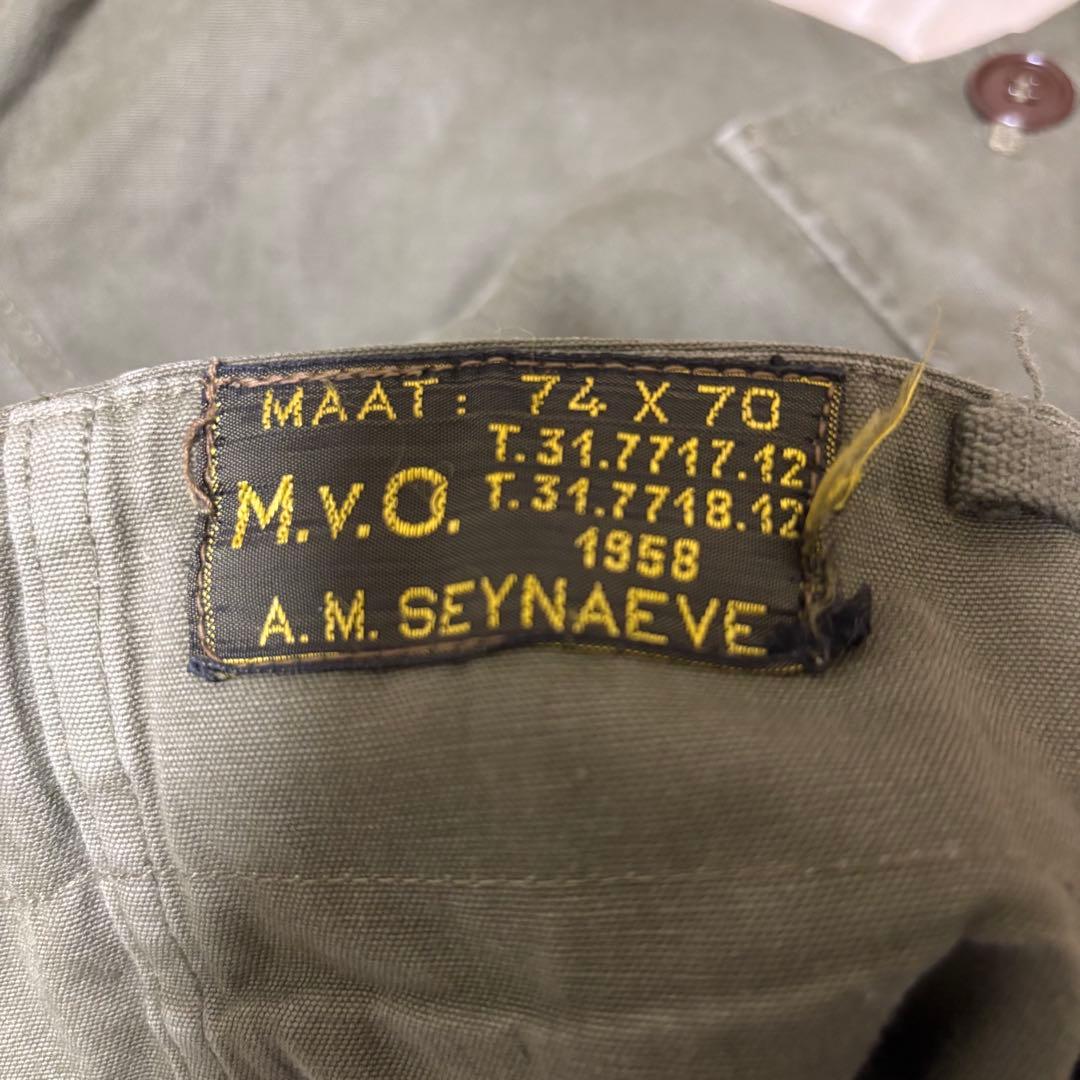 MAAT: 74 X 70
T.31.7717.12
M.V.O. T.31.7718.12
1958
A.M. SEYNAEVE